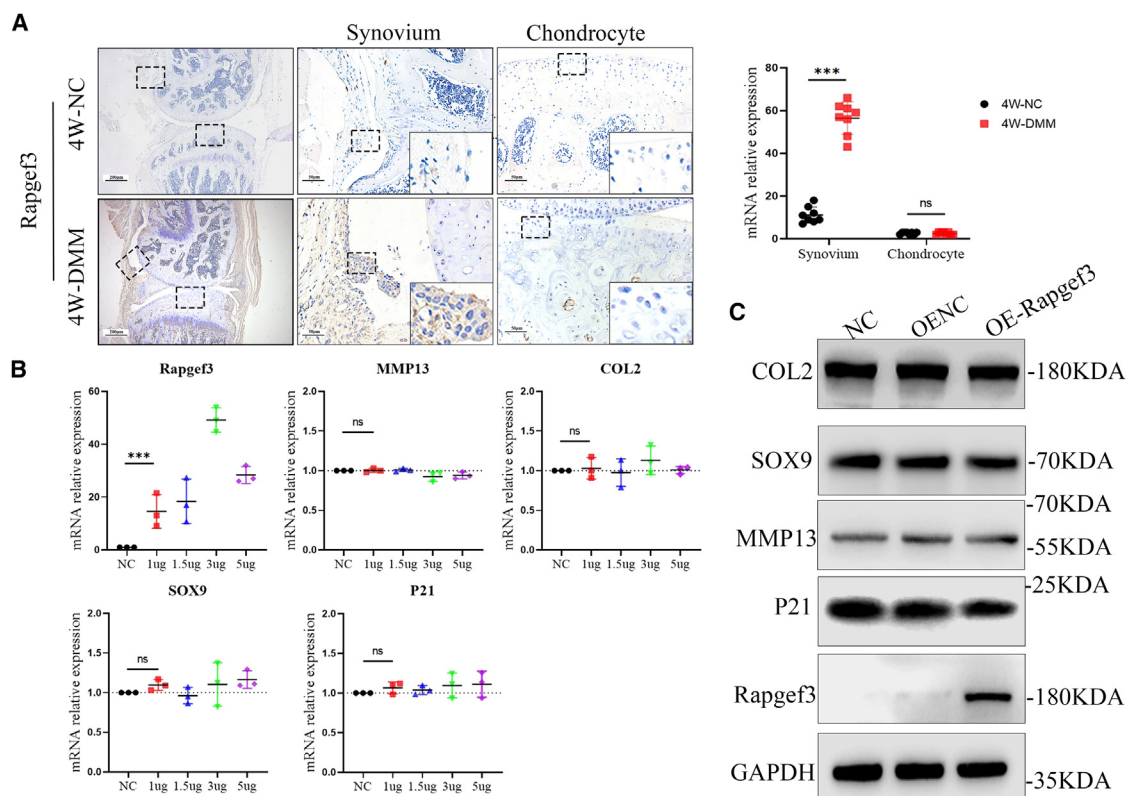 A
Synovium
Chondrocyte
Rapgef3
4W-NC
4W-DMM
200μm
50μm
50μm
200μm
50μm
50μm
mRNA relative expression
80
60
40
20
10
0
***
ns
Synovium
Chondrocyte
4W-NC
4W-DMM
B
Rapgef3
mRNA relative expression
60
40
20
0
***
NC 1ug 1.5ug 3ug 5ug
MMP13
mRNA relative expression
2.0
1.5
1.0
0.5
0.0
ns
NC 1ug 1.5ug 3ug 5ug
COL2
mRNA relative expression
2.0
1.5
1.0
0.5
0.0
ns
NC 1ug 1.5ug 3ug 5ug
SOX9
mRNA relative expression
2.0
1.5
1.0
0.5
0.0
ns
NC 1ug 1.5ug 3ug 5ug
P21
mRNA relative expression
2.0
1.5
1.0
0.5
0.0
ns
NC 1ug 1.5ug 3ug 5ug
C
NC OENC OE-Rapgef3
COL2 -180KDA
SOX9 -70KDA
-70KDA
MMP13
-55KDA
-25KDA
P21
Rapgef3 -180KDA
GAPDH
-35KDA